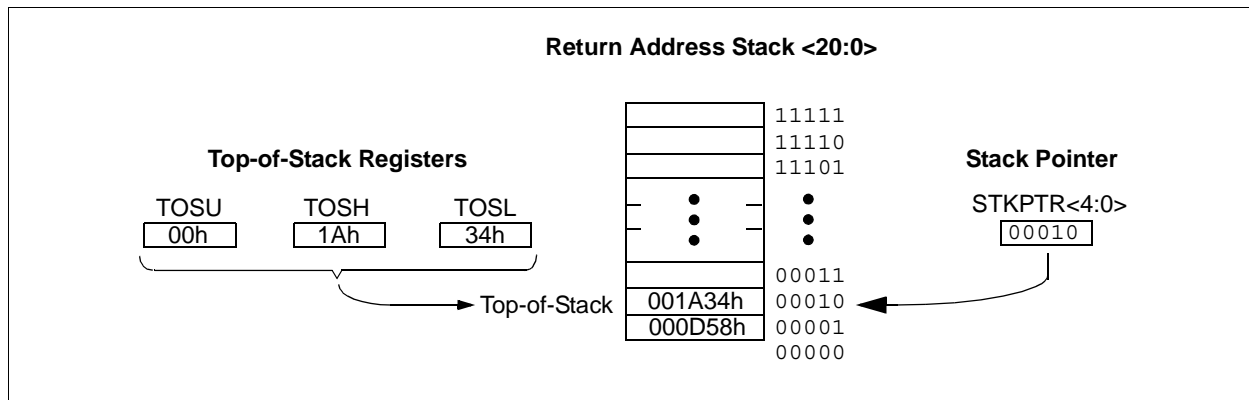 Return Address Stack <20:0>
11111
11110
11101
Top-of-Stack Registers
Stack Pointer
TOSU TOSH TOSL
00h 1Ah 34h
STKPTR<4:0>
00010
00011
Top-of-Stack 001A34h 00010
000D58h 00001
00000